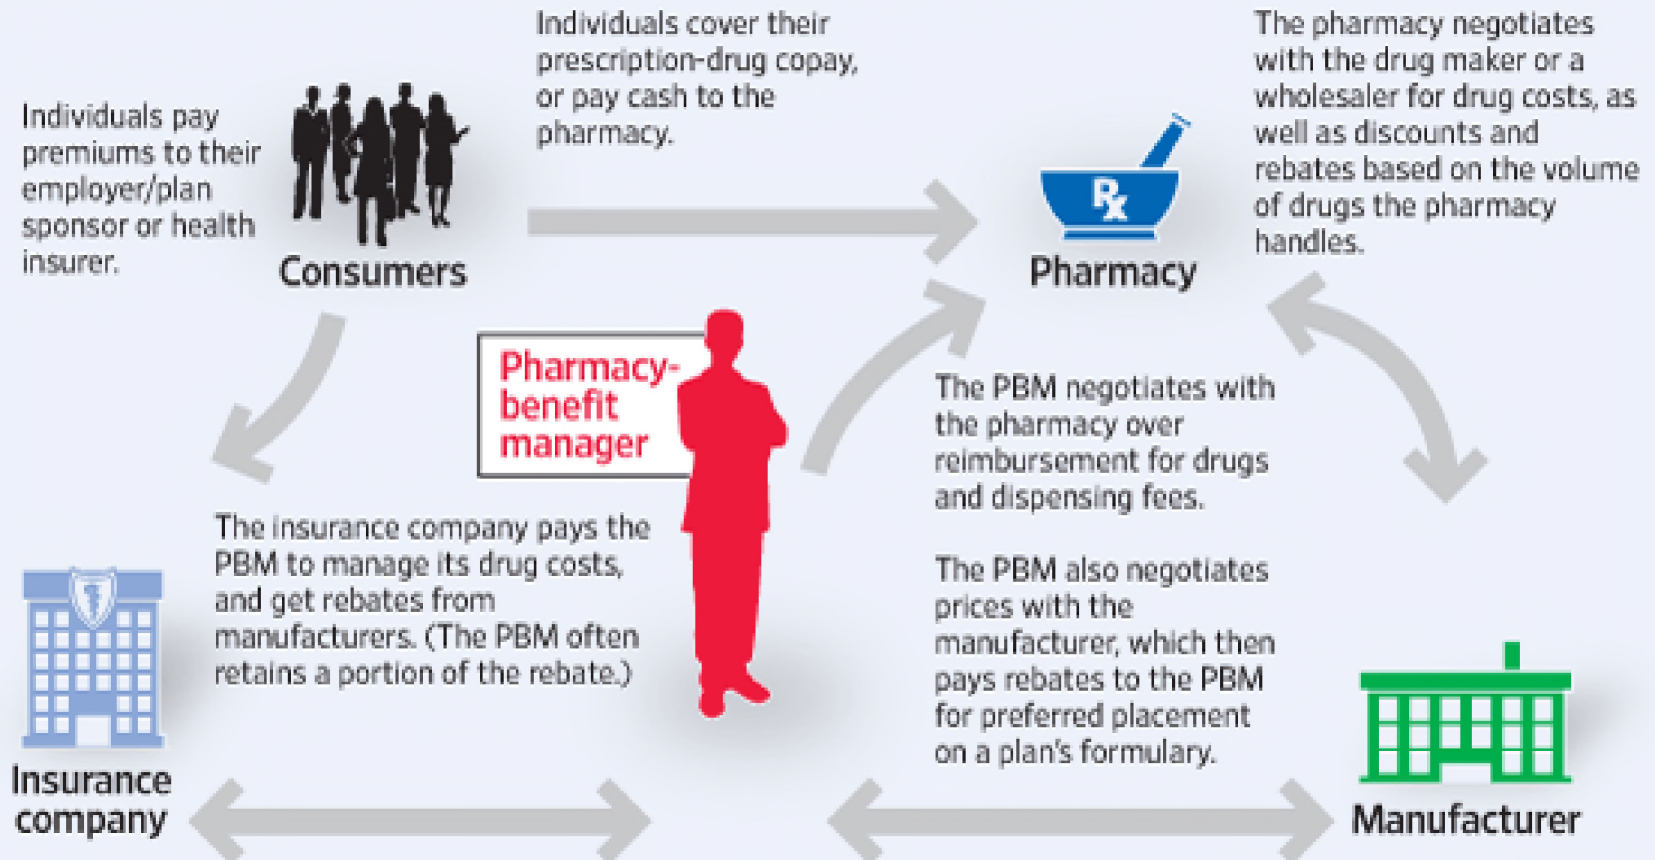 Individuals pay
premiums to their
employer/plan
sponsor or health
insurer.
Consumers
Individuals cover their
prescription-drug copay,
or pay cash to the
pharmacy.
Rx
Pharmacy
The pharmacy negotiates
with the drug maker or a
wholesaler for drug costs, as
well as discounts and
rebates based on the volume
of drugs the pharmacy
handles.
Pharmacy-
benefit
manager
The PBM negotiates with
the pharmacy over
reimbursement for drugs
and dispensing fees.
The insurance company pays the
PBM to manage its drug costs,
and get rebates from
manufacturers. (The PBM often
retains a portion of the rebate.)
The PBM also negotiates
prices with the
manufacturer, which then
pays rebates to the PBM
for preferred placement
on a plan's formulary.
Insurance
company
Manufacturer